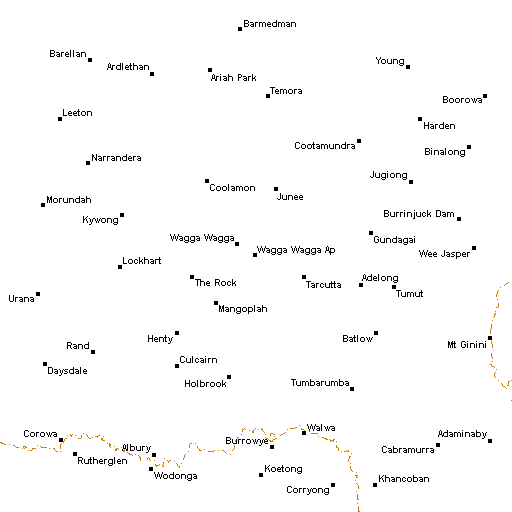 Barmedman
Barellan
Ardlethan
Ariah Park
Young
Temora
Boorowa
Leeton
Harden
Cootamundra
Binalong
Narrandera
Jugiong
Coolamon
Junee
Morundah
Kywong
Burrinjuck Dam
Wagga Wagga
Gundagai
Wagga Wagga Ap
Wee Jasper
Lockhart
The Rock
Tarcutta
Adelong
Tumut
Urana
Mangoplah
Henty
Batlow
Rand
Mt Ginini
Culcairn
Daysdale
Holbrook
Tumbarumba
Walwa
Corowa
Burrowye
Adaminaby
Albury
Cabramurra
Rutherglen
Koetong
Wodonga
Khancoban
Corryong